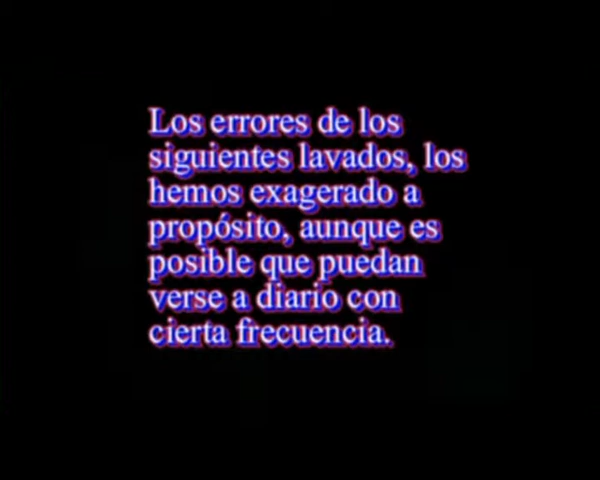 Los errores de los
siguientes lavados, los
hemos exagerado a
propósito, aunque es
posible que puedan
verse a diario con
cierta frecuencia.